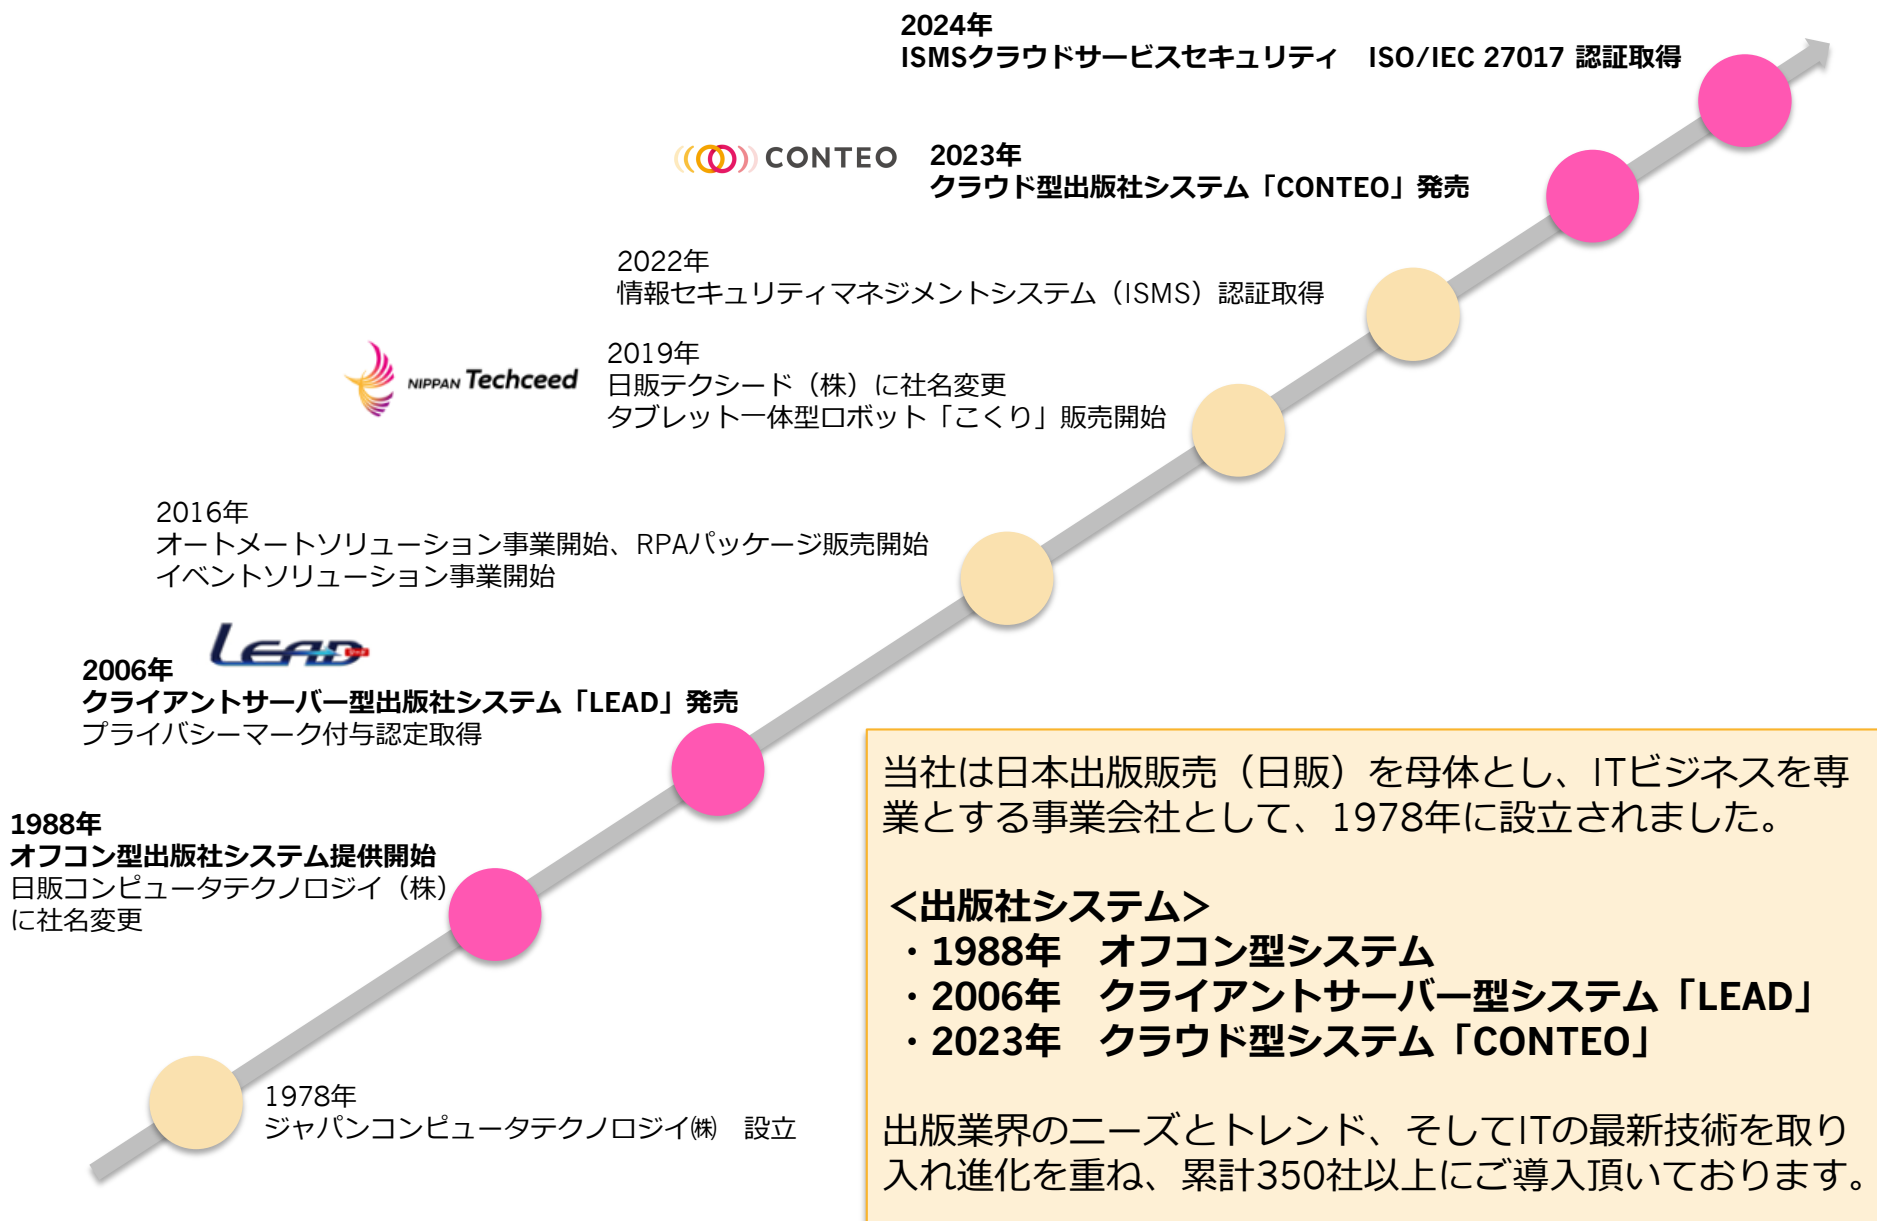 2024年
ISMSクラウドサービスセキュリティ　ISO/IEC 27017 認証取得
CONTEO
2023年
クラウド型出版社システム「CONTEO」発売
2022年
情報セキュリティマネジメントシステム（ISMS）認証取得
NIPPAN Techceed
2019年
日販テクシード（株）に社名変更
タブレット一体型ロボット「こくり」販売開始
2016年
オートメートソリューション事業開始、RPAパッケージ販売開始
イベントソリューション事業開始
LEAD
2006年
クライアントサーバー型出版社システム「LEAD」発売
プライバシーマーク付与認定取得
1988年
オフコン型出版社システム提供開始
日販コンピュータテクノロジイ（株）
に社名変更
1978年
ジャパンコンピュータテクノロジイ㈱　設立
当社は日本出版販売（日販）を母体とし、ITビジネスを専
業とする事業会社として、1978年に設立されました。
＜出版社システム＞
・1988年　オフコン型システム
・2006年　クライアントサーバー型システム「LEAD」
・2023年　クラウド型システム「CONTEO」
出版業界のニーズとトレンド、そしてITの最新技術を取り
入れ進化を重ね、累計350社以上にご導入頂いております。